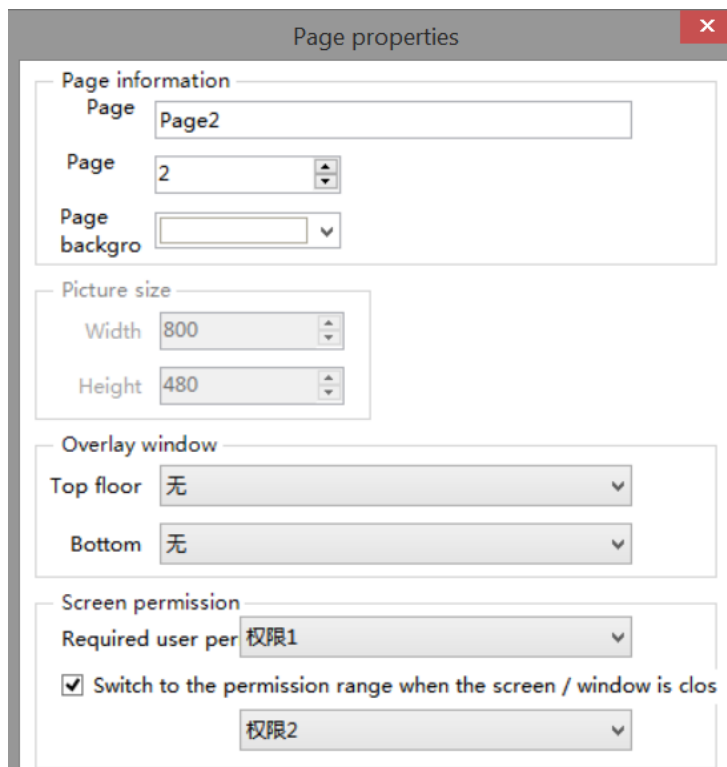 Page properties
Page information
Page
Page2
Page
2
Page
backgro
Picture size
Width 800
Height 480
Overlay window
Top floor 无
Bottom 无
Screen permission
Required user per 权限1
Switch to the permission range when the screen / window is clos
权限2